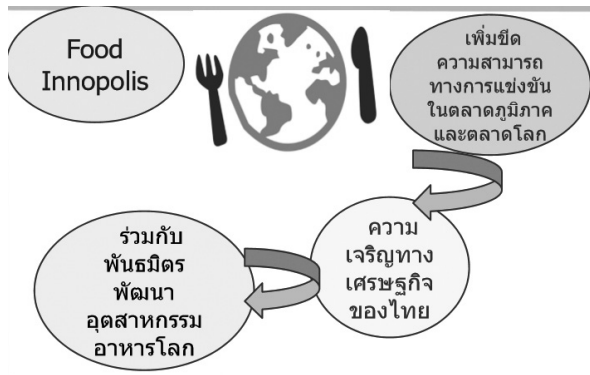 Food
Innopolis
เพิ่มขีด
ความสามารถ
ทางการแข่งขัน
ในตลาดภูมิภาค
และตลาดโลก
ความ
เจริญทาง
เศรษฐกิจ
ของไทย
ร่วมกับ
พันธมิตร
พัฒนา
อุตสาหกรรม
อาหารโลก